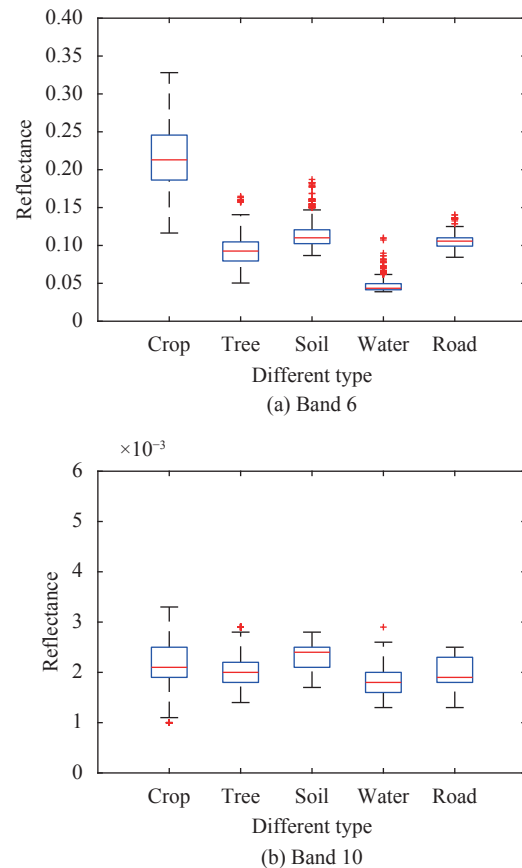 0.40
0.35
0.30
0.25
0.20
0.15
0.10
0.05
0
Reflectance
Crop Tree Soil Water Road
Different type
(a) Band 6
×10⁻³
6
5
4
3
2
1
0
Reflectance
Crop Tree Soil Water Road
Different type
(b) Band 10